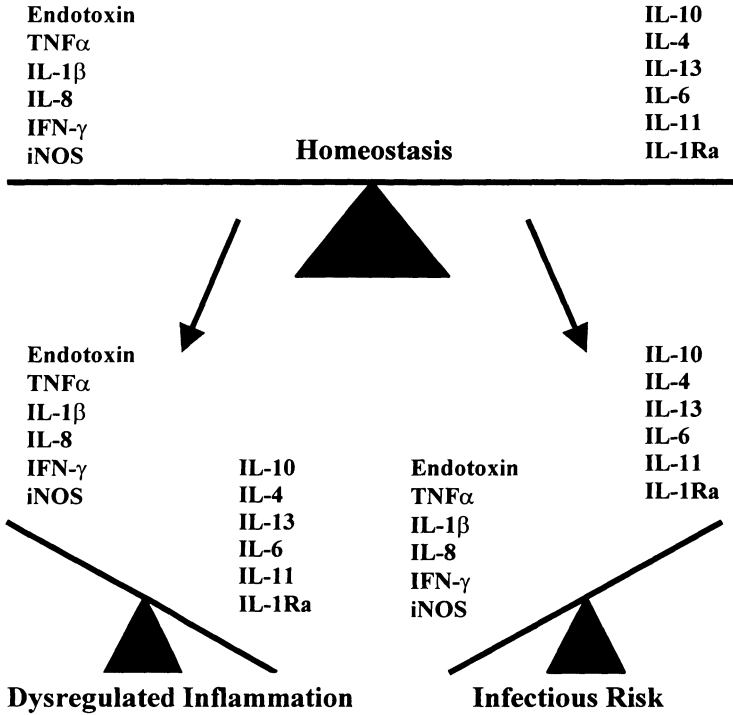 Endotoxin
TNFα
IL-1β
IL-8
IFN-γ
iNOS
IL-10
IL-4
IL-13
IL-6
IL-11
IL-1Ra
Homeostasis
Endotoxin
TNFα
IL-1β
IL-8
IFN-γ
iNOS
IL-10
IL-4
IL-13
IL-6
IL-11
IL-1Ra
Dysregulated Inflammation
Endotoxin
TNFα
IL-1β
IL-8
IFN-γ
iNOS
IL-10
IL-4
IL-13
IL-6
IL-11
IL-1Ra
Infectious Risk